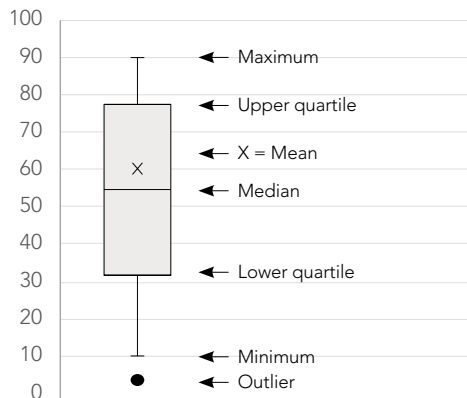 100
90
Maximum
80
Upper quartile
70
X = Mean
60
X
50
Median
40
30
Lower quartile
20
10
Minimum
0
Outlier